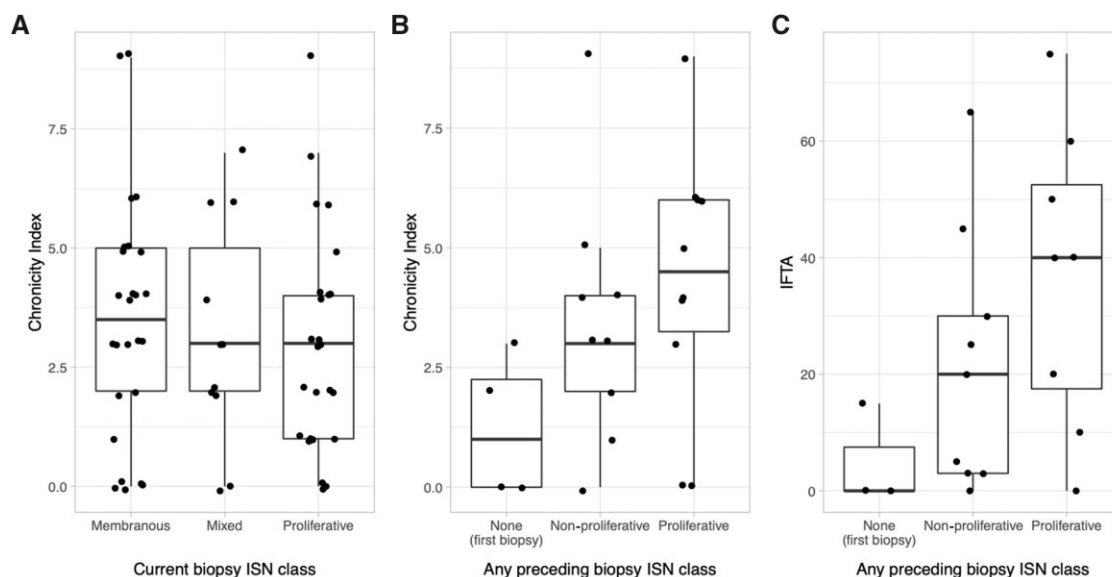 A
Chronicity Index
7.5
5.0
2.5
0.0
Membranous Mixed Proliferative
Current biopsy ISN class
B
Chronicity Index
7.5
5.0
2.5
0.0
None Non-proliferative Proliferative
(first biopsy)
Any preceding biopsy ISN class
C
IFTA
60
40
20
0
None Non-proliferative Proliferative
(first biopsy)
Any preceding biopsy ISN class